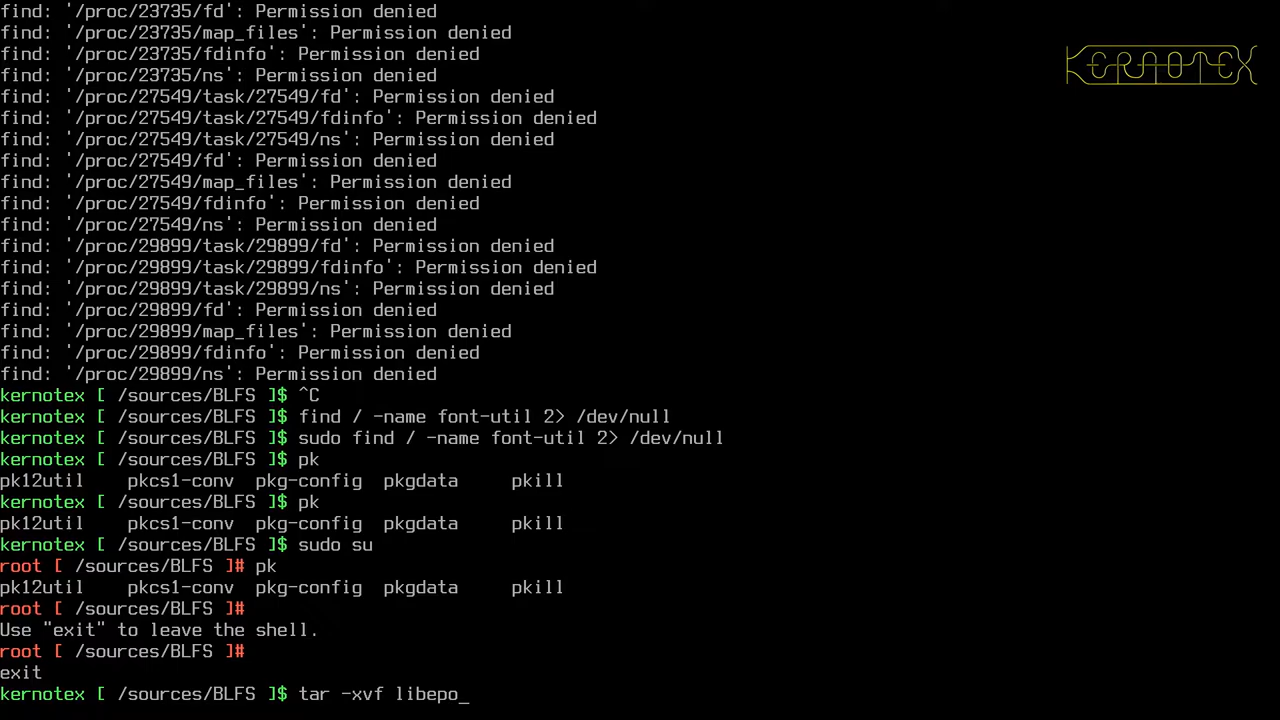 find: '/proc/23735/fd': Permission denied
find: '/proc/23735/map_files': Permission denied
find: '/proc/23735/fdinfo': Permission denied
find: '/proc/23735/ns': Permission denied
find: '/proc/27549/task/27549/fd': Permission denied
find: '/proc/27549/task/27549/fdinfo': Permission denied
find: '/proc/27549/task/27549/ns': Permission denied
find: '/proc/27549/fd': Permission denied
find: '/proc/27549/map_files': Permission denied
find: '/proc/27549/fdinfo': Permission denied
find: '/proc/27549/ns': Permission denied
find: '/proc/29899/task/29899/fd': Permission denied
find: '/proc/29899/task/29899/fdinfo': Permission denied
find: '/proc/29899/task/29899/ns': Permission denied
find: '/proc/29899/fd': Permission denied
find: '/proc/29899/map_files': Permission denied
find: '/proc/29899/fdinfo': Permission denied
find: '/proc/29899/ns': Permission denied
kernotex [ /sources/BLFS ]$ ^C
kernotex [ /sources/BLFS ]$ find / -name font-util 2> /dev/null
kernotex [ /sources/BLFS ]$ sudo find / -name font-util 2> /dev/null
kernotex [ /sources/BLFS ]$ pk
pk12util pkcs1-conv pkg-config pkgdata pkill
kernotex [ /sources/BLFS ]$ pk
pk12util pkcs1-conv pkg-config pkgdata pkill
kernotex [ /sources/BLFS ]$ sudo su
root [ /sources/BLFS ]# pk
pk12util pkcs1-conv pkg-config pkgdata pkill
root [ /sources/BLFS ]#
Use "exit" to leave the shell.
root [ /sources/BLFS ]#
exit
kernotex [ /sources/BLFS ]$ tar -xvf libepo_
KERNOTEX